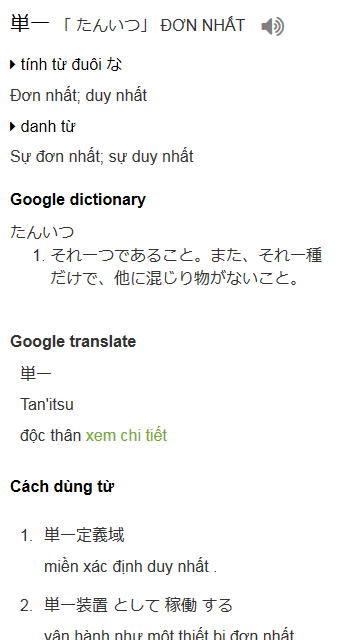 単一 「 たんいつ」 ĐƠN NHẤT
tính từ đuôi な
Đơn nhất; duy nhất
danh từ
Sự đơn nhất; sự duy nhất
Google dictionary
たんいつ
1. それ一つであること。また、それ一種
だけで、他に混じり物がないこと。
Google translate
単一
Tan'itsu
độc thân xem chi tiết
Cách dùng từ
1. 単一定義域
miền xác định duy nhất .
2. 単一装置 として 稼働 する
vận hành như một thiết bị đơn nhất